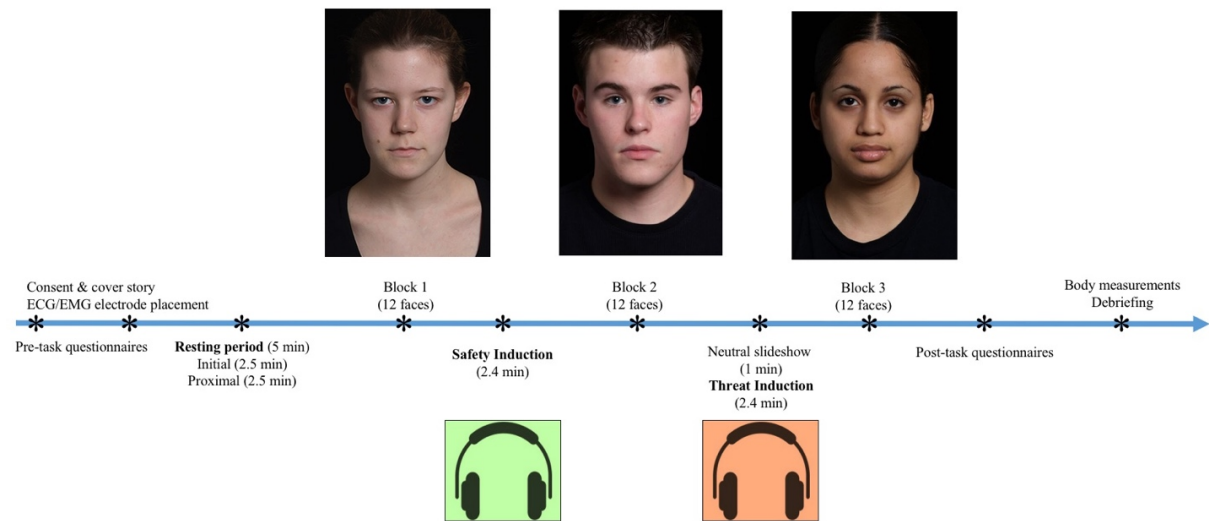 Consent & cover story
ECG/EMG electrode placement
Block 1
(12 faces)
Block 2
(12 faces)
Block 3
(12 faces)
Body measurements
Debriefing
Pre-task questionnaires
Resting period (5 min)
Initial (2.5 min)
Proximal (2.5 min)
Safety Induction
(2.4 min)
Neutral slideshow
(1 min)
Threat Induction
(2.4 min)
Post-task questionnaires